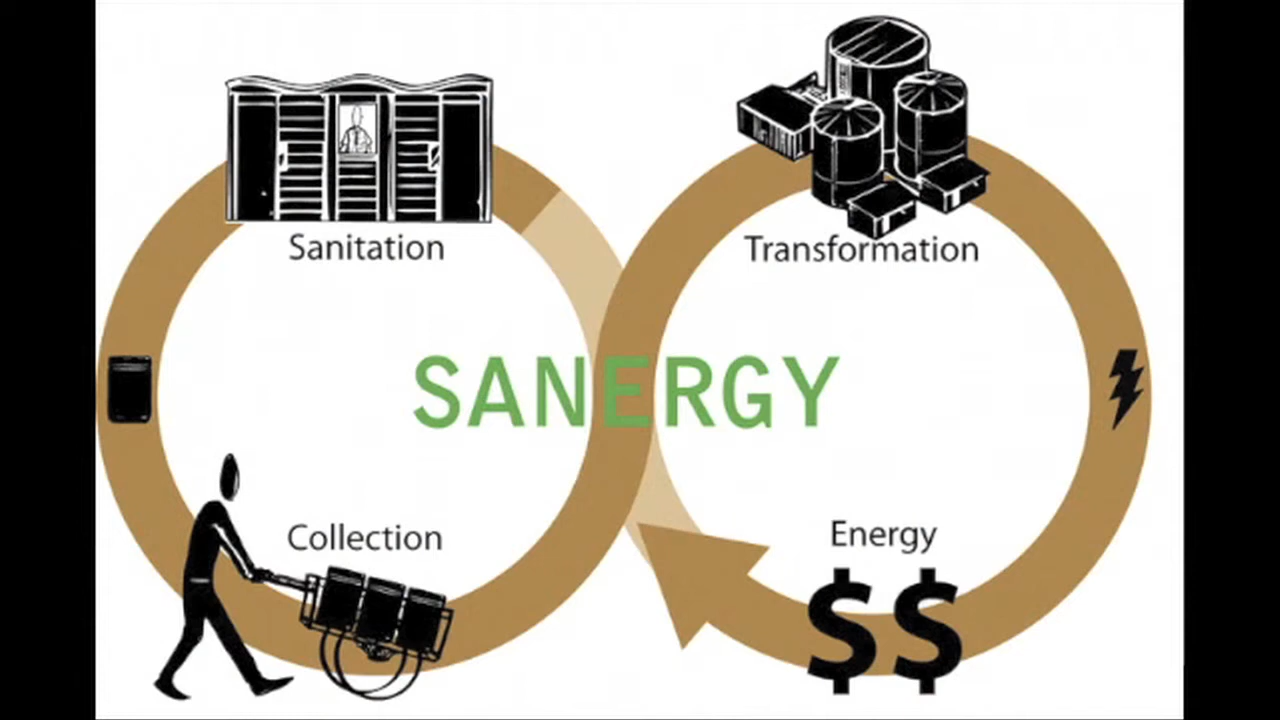 Sanitation
Transformation
SANERGY
Collection
Energy
$$